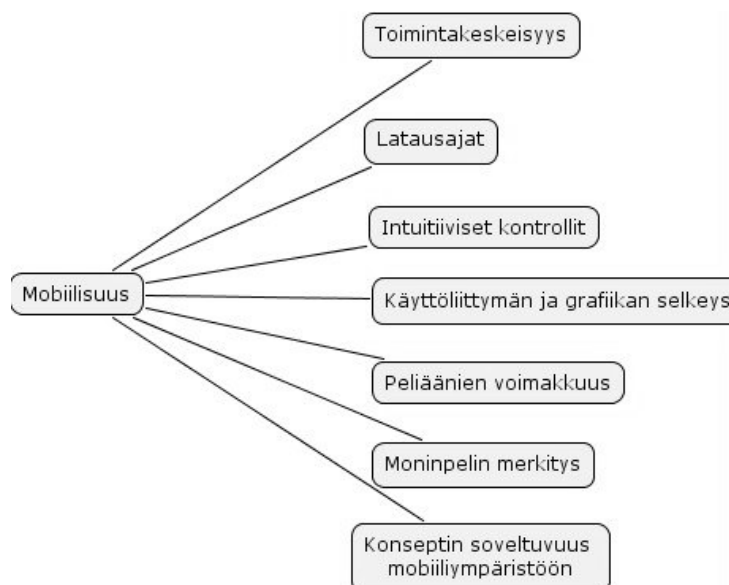 Toimintakeskeisyys
Latausajat
Intuitiiviset kontrollit
Mobiilisuus
Käyttöliittymän ja grafiikan selkeys
Peliäänien voimakkuus
Moninpelin merkitys
Konseptin soveltuvuus
mobiiliympäristöön